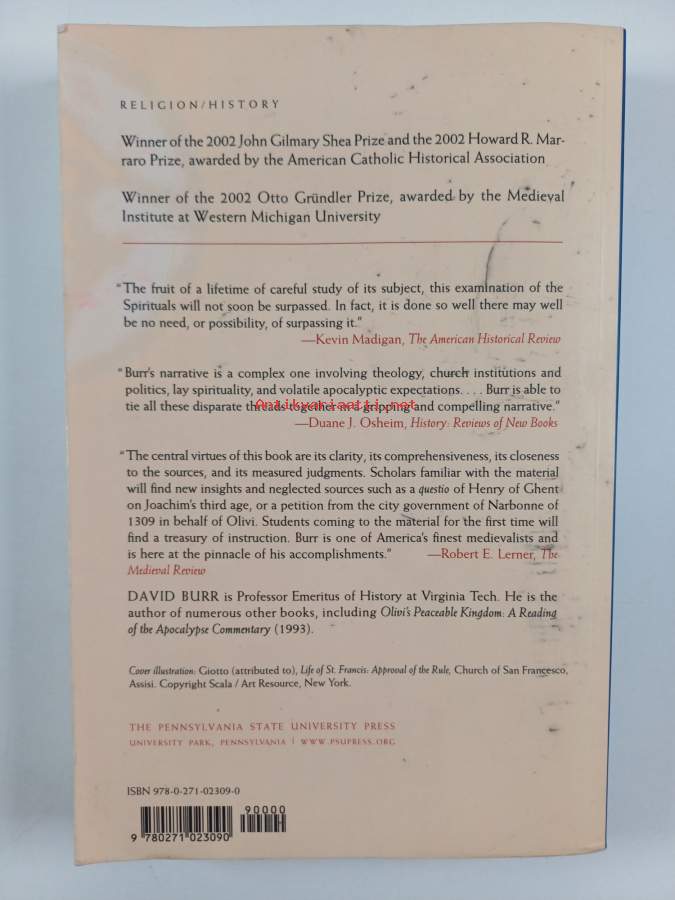 RELIGION/HISTORY
Winner of the 2002 John Gilmary Shea Prize and the 2002 Howard R. Mar-
raro Prize, awarded by the American Catholic Historical Association
Winner of the 2002 Otto Gründler Prize, awarded by the Medieval
Institute at Western Michigan University
“The fruit of a lifetime of careful study of its subject, this examination of the
Spirituals will not soon be surpassed. In fact, it is done so well there may well
be no need, or possibility, of surpassing it.”
—Kevin Madigan, The American Historical Review
“Burr’s narrative is a complex one involving theology, church institutions and
politics, lay spirituality, and volatile apocalyptic expectations. . . . Burr is able to
tie all these disparate threads together in a gripping and compelling narrative.”
Antikvariaatti.net
—Duane J. Osheim, History: Reviews of New Books
“The central virtues of this book are its clarity, its comprehensiveness, its closeness
to the sources, and its measured judgments. Scholars familiar with the material
will find new insights and neglected sources such as a questio of Henry of Ghent
on Joachim’s third age, or a petition from the city government of Narbonne of
1309 in behalf of Olivi. Students coming to the material for the first time will
find a treasury of instruction. Burr is one of America’s finest medievalists and
is here at the pinnacle of his accomplishments.” —Robert E. Lerner, The
Medieval Review
DAVID BURR is Professor Emeritus of History at Virginia Tech. He is the
author of numerous other books, including Olivi’s Peaceable Kingdom: A Reading
of the Apocalypse Commentary (1993).
Cover illustration: Giotto (attributed to), Life of St. Francis: Approval of the Rule, Church of San Francesco,
Assisi. Copyright Scala / Art Resource, New York.
THE PENNSYLVANIA STATE UNIVERSITY PRESS
UNIVERSITY PARK, PENNSYLVANIA | WWW.PSUPRESS.ORG
ISBN 978-0-271-02309-0
90000
9 780271 023090